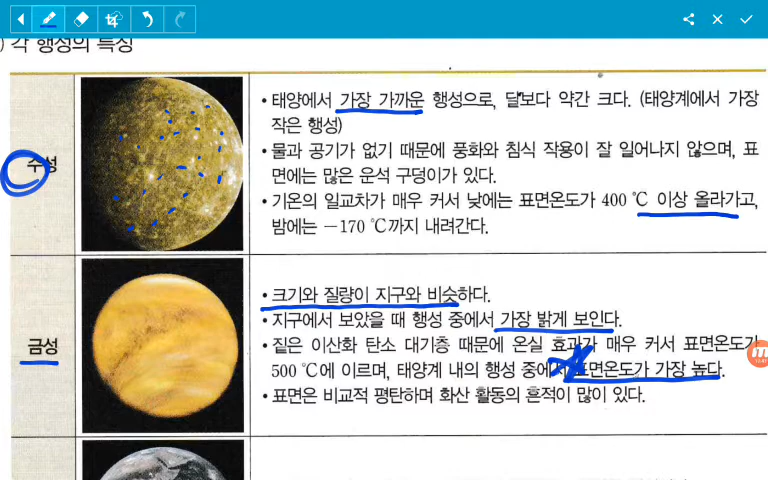 ) 각 행성의 특징
수성
• 태양에서 가장 가까운 행성으로, 달보다 약간 크다. (태양계에서 가장
작은 행성)
• 물과 공기가 없기 때문에 풍화와 침식 작용이 잘 일어나지 않으며, 표
면에는 많은 운석 구덩이가 있다.
• 기온의 일교차가 매우 커서 낮에는 표면온도가 400 ℃ 이상 올라가고,
밤에는 －170 ℃까지 내려간다.
금성
• 크기와 질량이 지구와 비슷하다.
• 지구에서 보았을 때 행성 중에서 가장 밝게 보인다.
• 짙은 이산화 탄소 대기층 때문에 온실 효과가 매우 커서 표면온도가
500 ℃에 이르며, 태양계 내의 행성 중에서 표면온도가 가장 높다.
• 표면은 비교적 평탄하며 화산 활동의 흔적이 많이 있다.